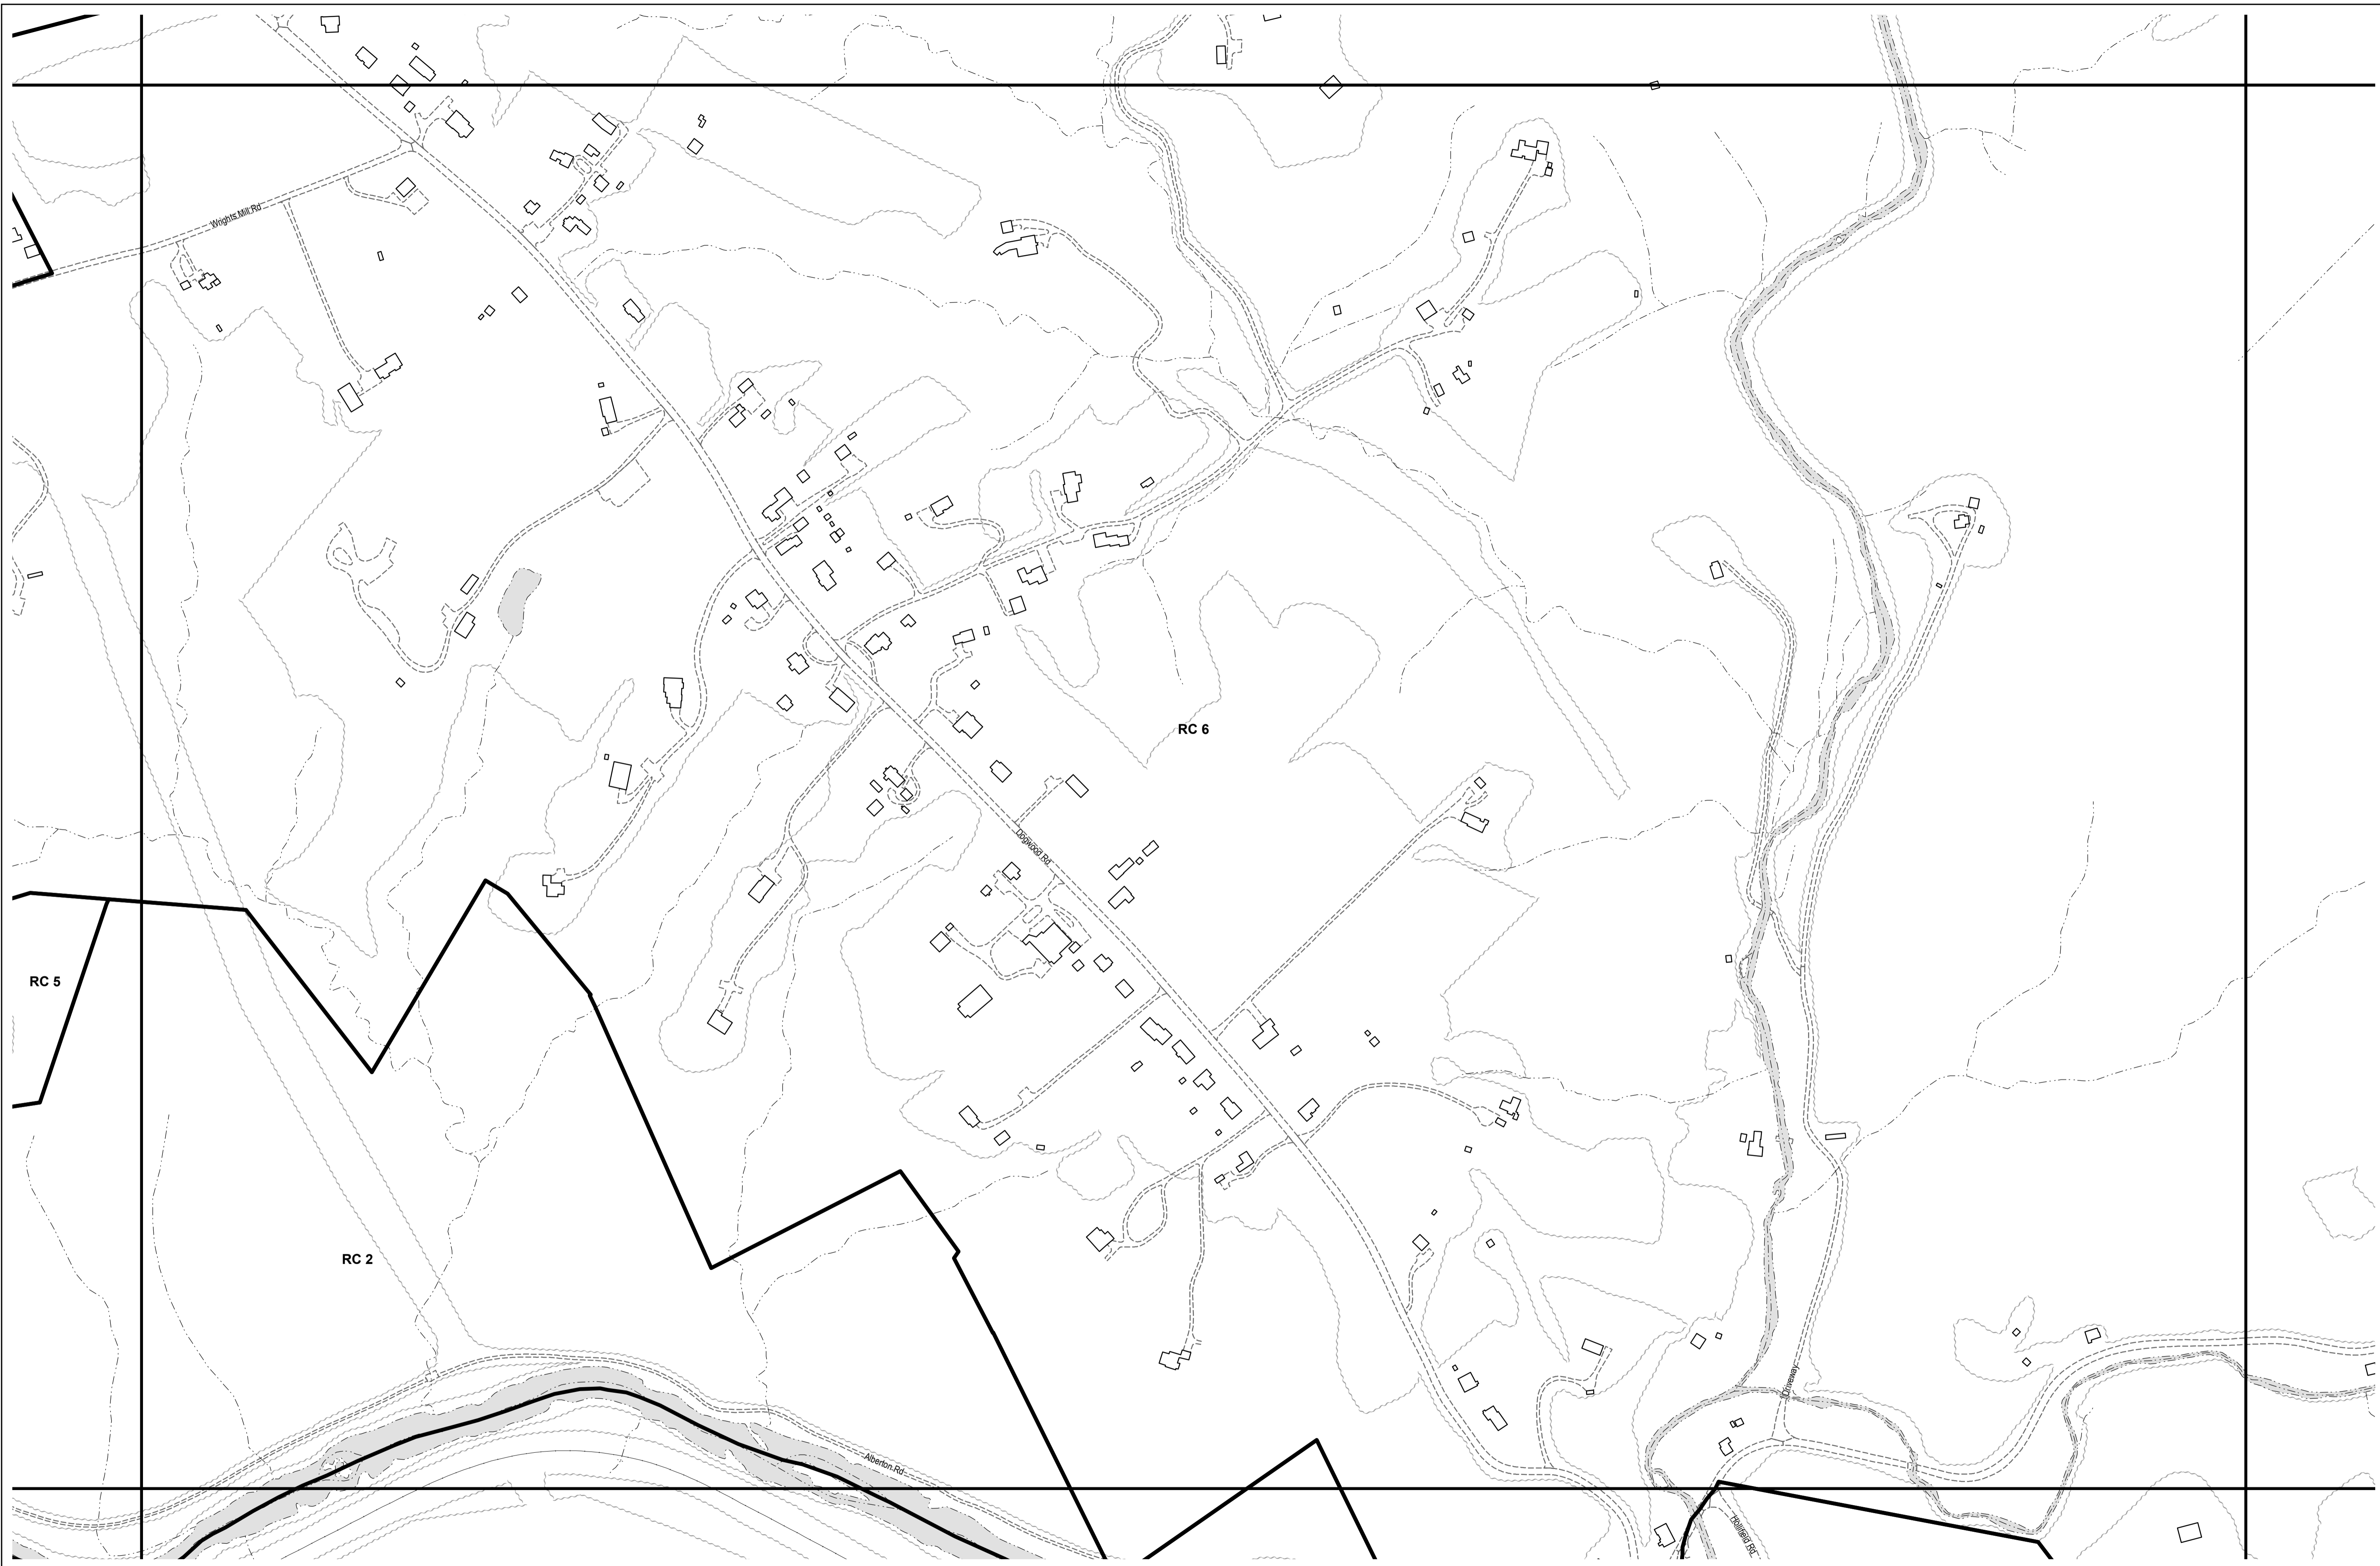 Wrights Mill Rd
RC 6
Dogwood Rd
RC 5
RC 2
Driveway
Alberton Rd
Hollifield Rd